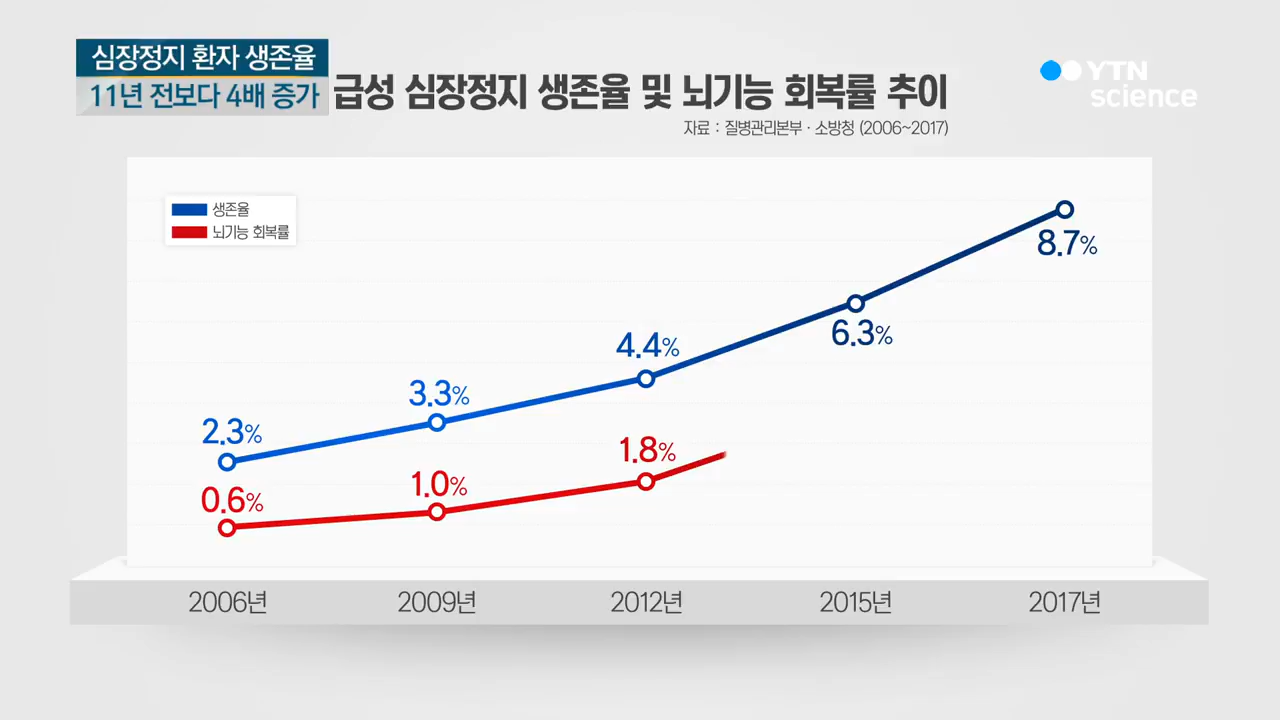 심장정지 환자 생존율
11년 전보다 4배 증가
급성 심장정지 생존율 및 뇌기능 회복률 추이
자료 : 질병관리본부 · 소방청 (2006~2017)
YTN
science
생존율
뇌기능 회복률
8.7%
6.3%
4.4%
3.3%
2.3%
1.8%
1.0%
0.6%
2006년 2009년 2012년 2015년 2017년